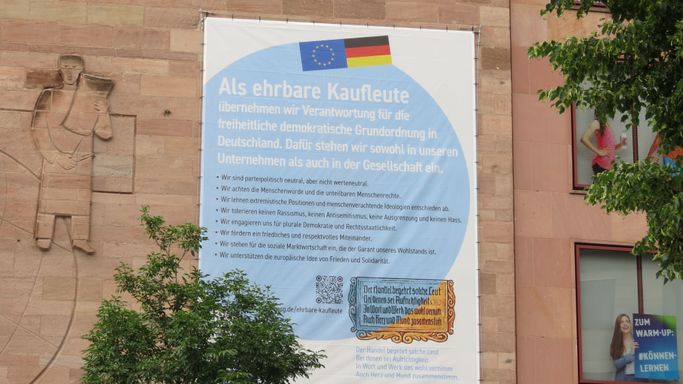 Als ehrbare Kaufleute
übernehmen wir Verantwortung für die
freiheitliche demokratische Grundordnung in
Deutschland. Dafür stehen wir sowohl in unseren
Unternehmen als auch in der Gesellschaft ein.
• Wir sind parteipolitisch neutral, aber nicht werteneutral.
• Wir achten die Menschenwürde und die unteilbaren Menschenrechte.
• Wir lehnen extremistische Positionen und menschenverachtende Ideologien entschieden ab.
• Wir tolerieren keinen Rassismus, keinen Antisemitismus, keine Ausgrenzung und keinen Hass.
• Wir engagieren uns für plurale Demokratie und Rechtsstaatlichkeit.
• Wir fördern ein friedliches und respektvolles Miteinander.
• Wir stehen für die soziale Marktwirtschaft ein, die der Garant unseres Wohlstands ist.
• Wir unterstützen die europäische Idee von Frieden und Solidarität.
/ehrbare-kaufleute
Der Handel begehrt solche Leut
Bei denen sei Aufrichtigkeit
In Wort und Werk das wohl vernimm
Auch Herz und Mund zusammenstimm
Der Handel begehrt solche Leut
Bei denen sei Aufrichtigkeit
In Wort und Werk das wohl vernimm
Auch Herz und Mund zusammenstimm.
ZUM WARM-UP:
#KÖNNEN-
LERNEN